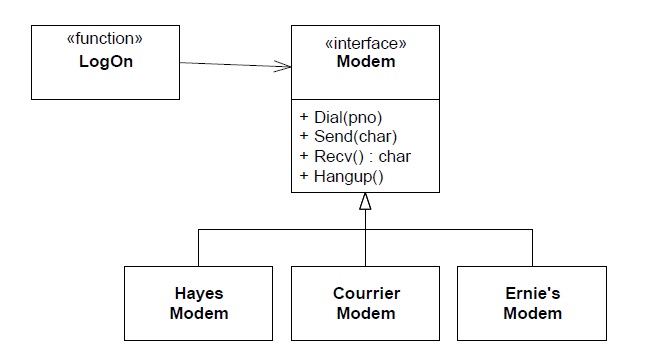 «function»
LogOn
«interface»
Modem
+ Dial(pno)
+ Send(char)
+ Recv() : char
+ Hangup()
Hayes
Modem
Courrier
Modem
Ernie's
Modem